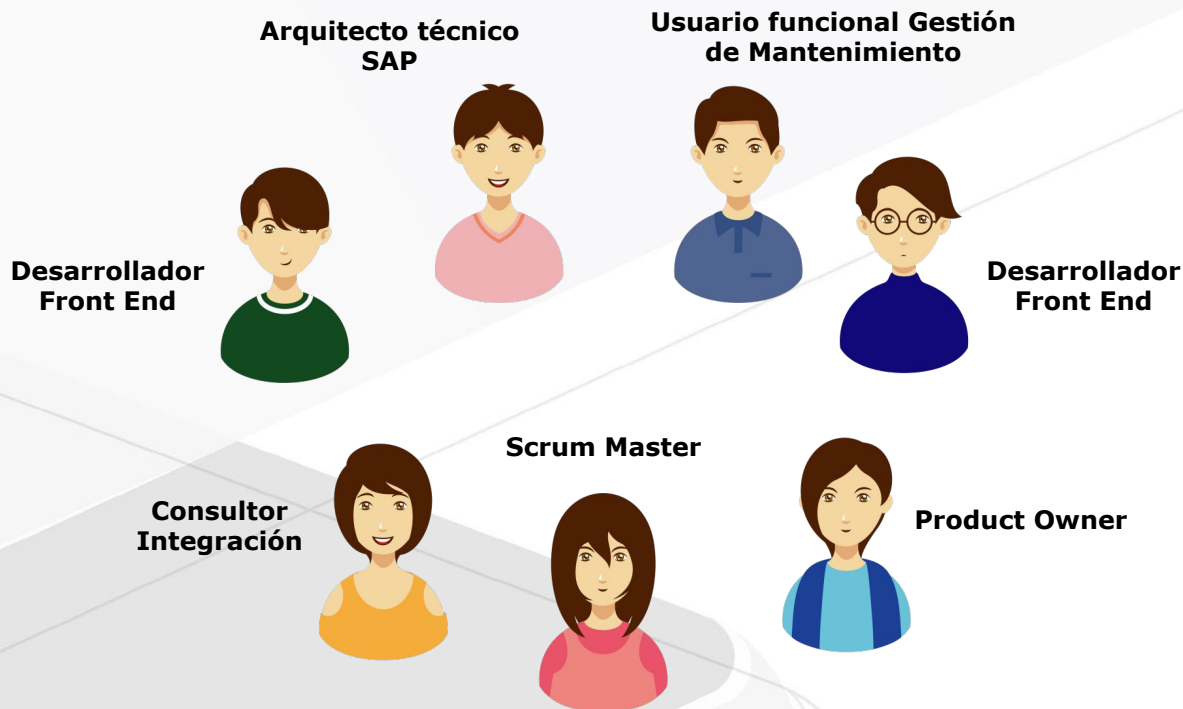 Arquitecto técnico
SAP
Usuario funcional Gestión
de Mantenimiento
Desarrollador
Front End
Desarrollador
Front End
Scrum Master
Consultor
Integración
Product Owner